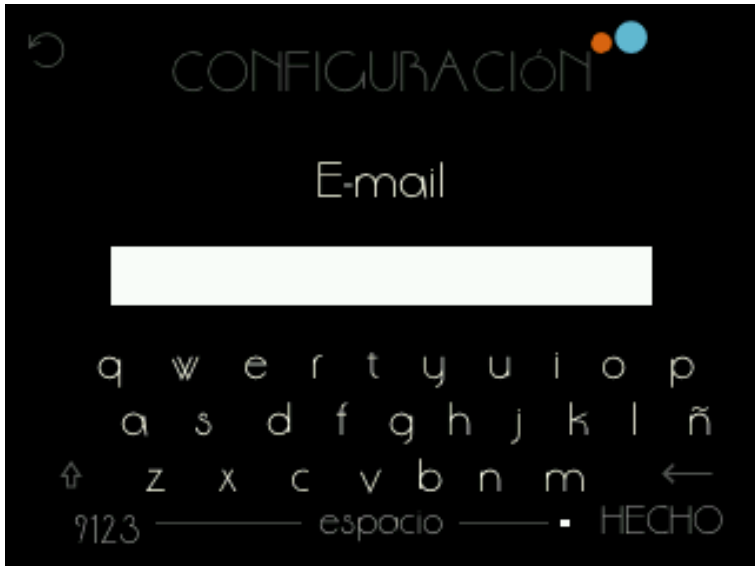 CONFIGURACIÓN
E-mail
q w e r t y u i o p
a s d f g h j k l ñ
z x c v b n m
?123 espacio . HECHO